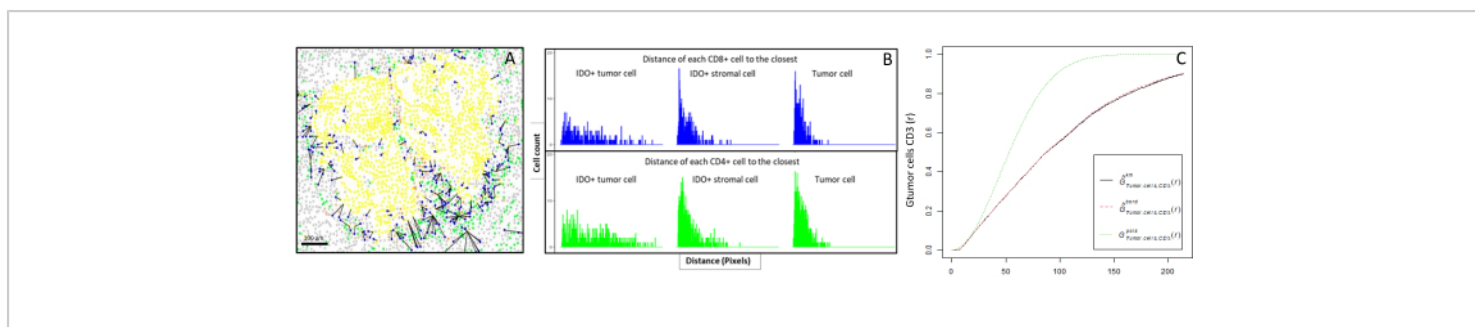 A
200 µm
B
Distance of each CD8+ cell to the closest
IDO+ tumor cell IDO+ stromal cell Tumor cell
Cell count
Distance of each CD4+ cell to the closest
IDO+ tumor cell IDO+ stromal cell Tumor cell
Distance (Pixels)
C
Gtumor cells CD3 (r)
1.0
0.8
0.6
0.4
0.2
0.0
0 50 100 150 200